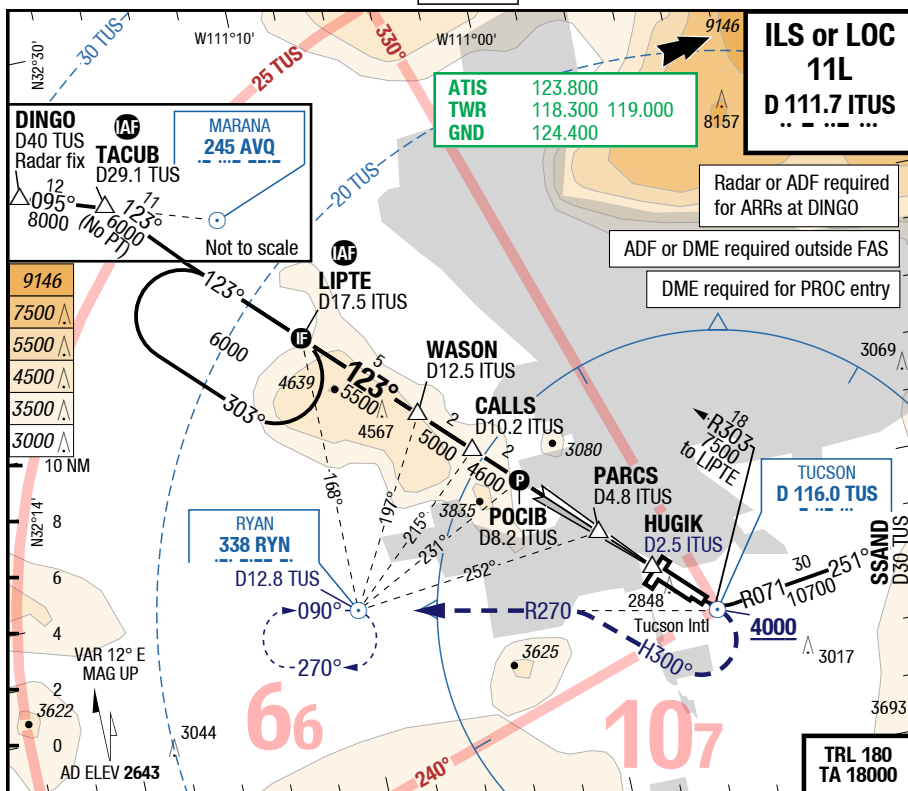 ILS or LOC
11L
D 111.7 ITUS
N32°30'
W111°10'
W111°00'
30 TUS
25 TUS
20 TUS
330°
9146
8157
ATIS 123.800
TWR 118.300 119.000
GND 124.400
DINGO
D40 TUS
Radar fix
IAF
TACUB
D29.1 TUS
MARANA
245 AVQ
12
095°
8000
11
123°
6000
(No PT)
Not to scale
Radar or ADF required
for ARRs at DINGO
ADF or DME required outside FAS
DME required for PROC entry
9146
7500
5500
4500
3500
3000
10 NM
8
6
4
2
0
N32°14'
123°
6000
303°
IAF
LIPTE
D17.5 ITUS
IF
4639
5
123°
5500
4567
WASON
D12.5 ITUS
2
5000
CALLS
D10.2 ITUS
2
4600
3080
3835
P
POCIB
D8.2 ITUS
PARCS
D4.8 ITUS
HUGIK
D2.5 ITUS
3069
18
R303
7500
to LIPTE
TUCSON
D 116.0 TUS
168°
197°
215°
231°
252°
RYAN
338 RYN
D12.8 TUS
090°
270°
R270
H300°
2848
Tucson Intl
4000
R071
30
10700
251°
SSAND
D30 TUS
3625
3017
3693
VAR 12° E
MAG UP
3622
3044
AD ELEV 2643
66
107
240°
TRL 180
TA 18000